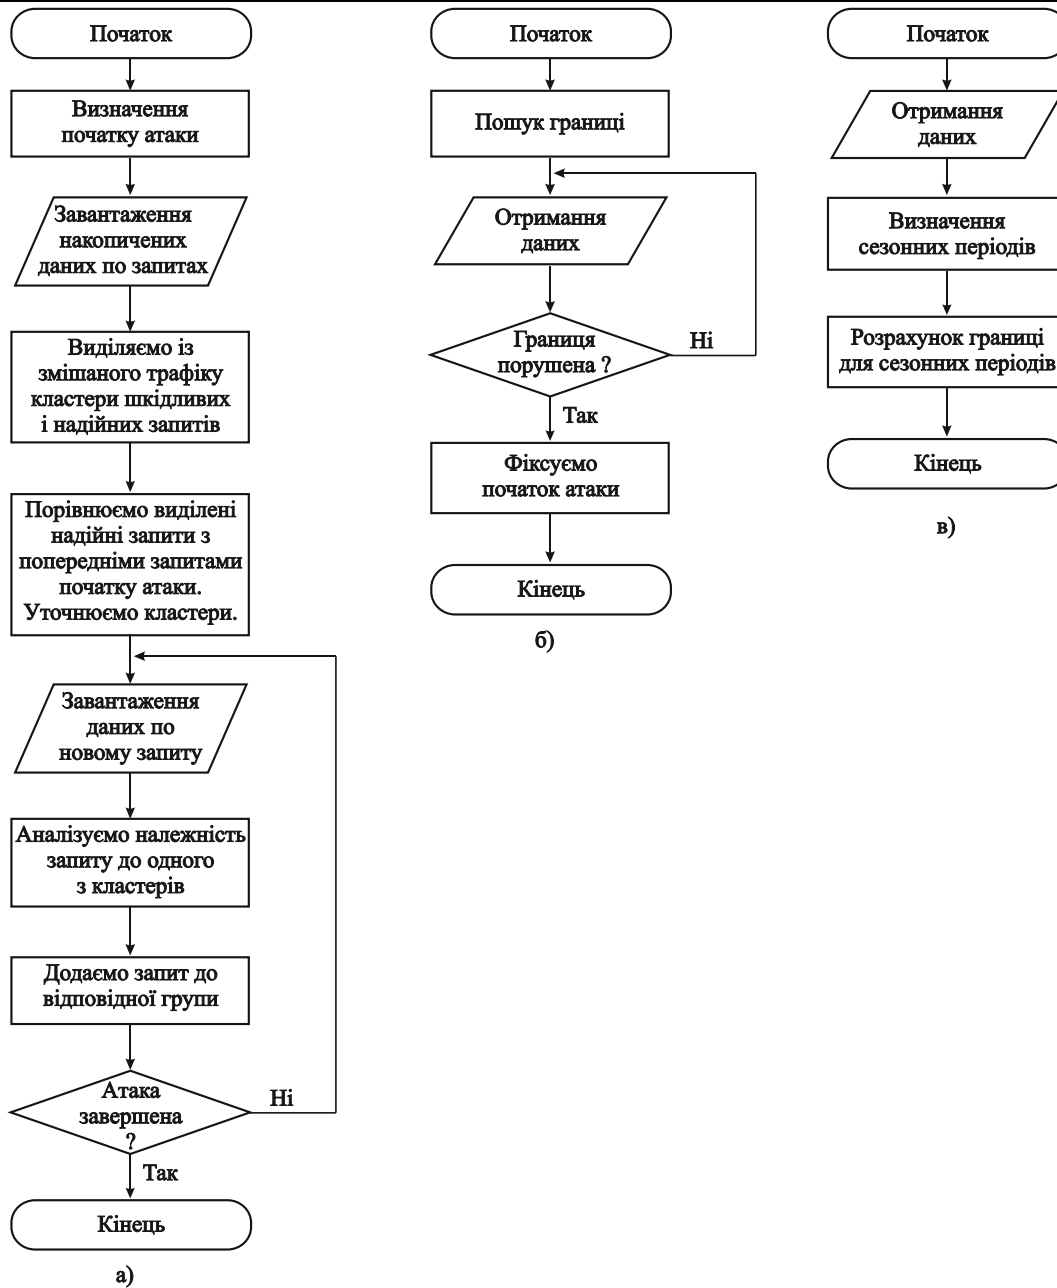 Початок
Визначення
початку атаки
Завантаження
накопичених
даних по запитах
Виділяємо із
змішаного трафіку
кластери шкідливих
і надійних запитів
Порівнюємо виділені
надійні запити з
попередніми запитами
початку атаки.
Уточнюємо кластери.
Завантаження
даних по
новому запиту
Аналізуємо належність
запиту до одного
з кластерів
Додаємо запит до
відповідної групи
Атака
завершена
?
Ні
Так
Кінець
а)
Початок
Пошук границі
Отримання
даних
Границя
порушена ?
Ні
Так
Фіксуємо
початок атаки
Кінець
б)
Початок
Отримання
даних
Визначення
сезонних періодів
Розрахунок границі
для сезонних періодів
Кінець
в)